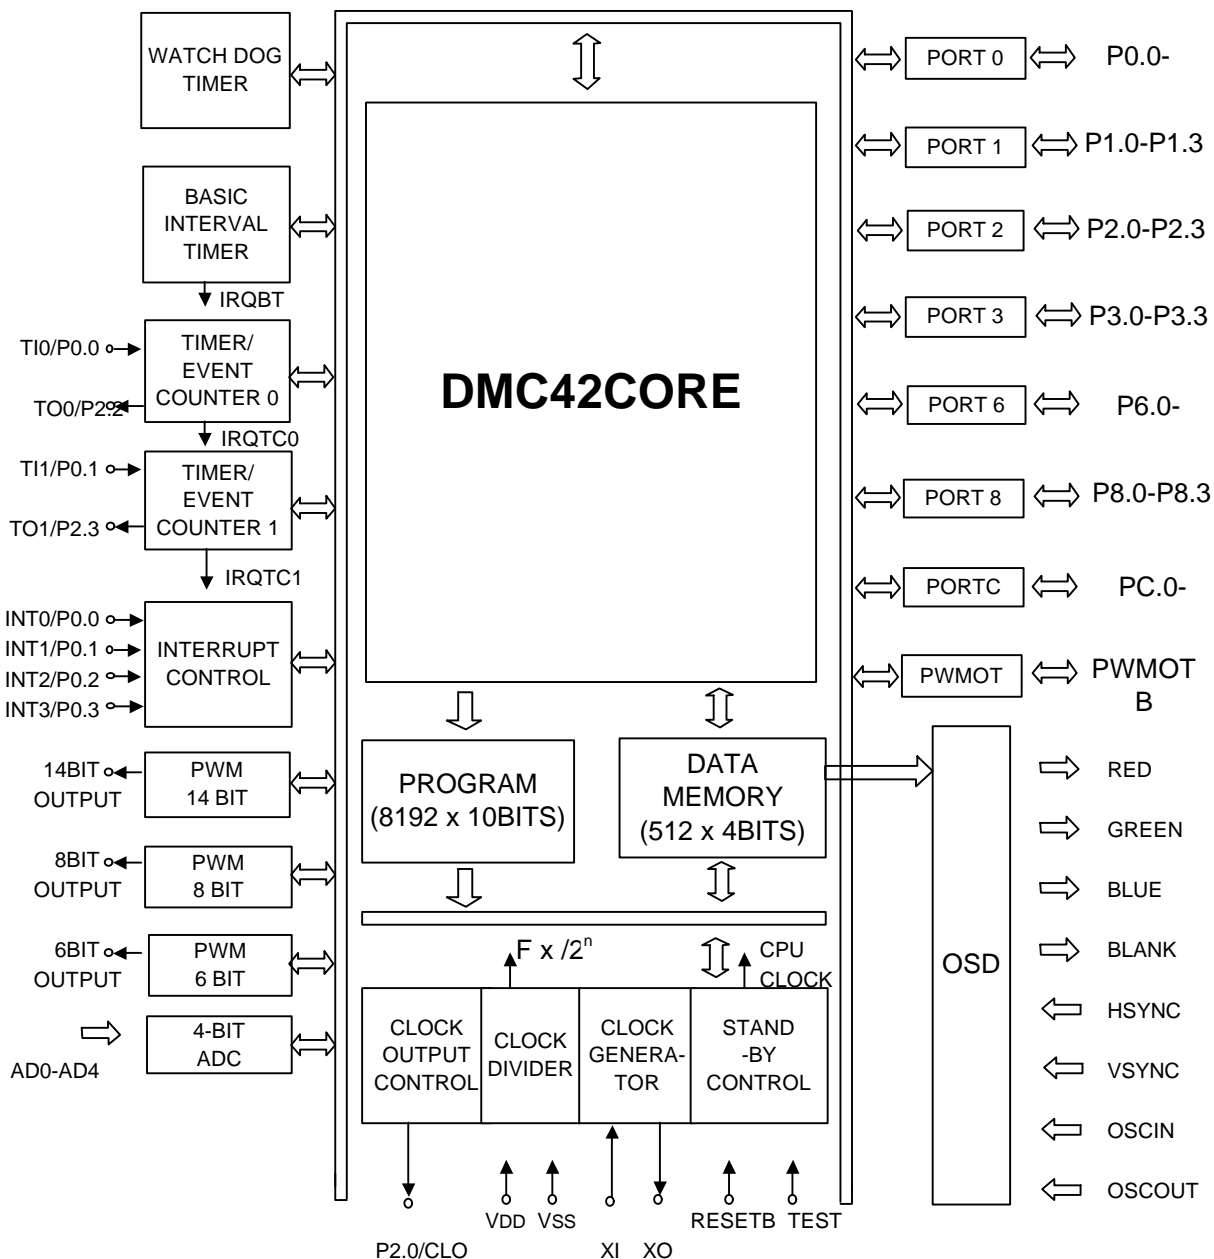 WATCH DOG
TIMER
BASIC
INTERVAL
TIMER
IRQBT
TI0/P0.0
TIMER/
EVENT
COUNTER 0
TO0/P2.2
IRQTC0
TI1/P0.1
TIMER/
EVENT
COUNTER 1
TO1/P2.3
IRQTC1
INT0/P0.0
INT1/P0.1
INT2/P0.2
INT3/P0.3
INTERRUPT
CONTROL
14BIT
OUTPUT
PWM
14 BIT
8BIT
OUTPUT
PWM
8 BIT
6BIT
OUTPUT
PWM
6 BIT
AD0-AD4
4-BIT
ADC
DMC42CORE
PROGRAM
(8192 x 10BITS)
DATA
MEMORY
(512 x 4BITS)
F x /2^n
CPU
CLOCK
CLOCK
OUTPUT
CONTROL
CLOCK
DIVIDER
CLOCK
GENERA-
TOR
STAND
-BY
CONTROL
P2.0/CLO
VDD
VSS
XI
XO
RESETB
TEST
PORT 0
P0.0-
PORT 1
P1.0-P1.3
PORT 2
P2.0-P2.3
PORT 3
P3.0-P3.3
PORT 6
P6.0-
PORT 8
P8.0-P8.3
PORTC
PC.0-
PWMOT
PWMOT
B
OSD
RED
GREEN
BLUE
BLANK
HSYNC
VSYNC
OSCIN
OSCOUT